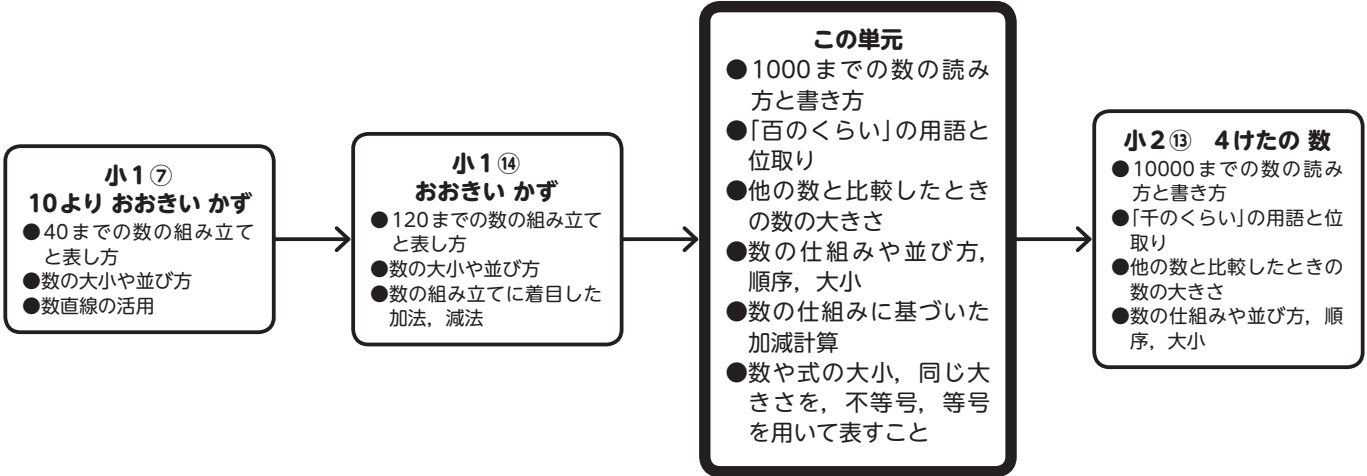 小1⑦
10より おおきい かず
●40までの数の組み立て
と表し方
●数の大小や並び方
●数直線の活用
小1⑭
おおきい かず
●120までの数の組み立て
と表し方
●数の大小や並び方
●数の組み立てに着目した
加法，減法
この単元
●1000までの数の読み
方と書き方
●「百のくらい」の用語と
位取り
●他の数と比較したとき
の数の大きさ
●数の仕組みや並び方，
順序，大小
●数の仕組みに基づいた
加減計算
●数や式の大小，同じ大
きさを，不等号，等号
を用いて表すこと
小2⑬ 4けたの 数
●10000までの数の読み
方と書き方
●「千のくらい」の用語と位
取り
●他の数と比較したときの
数の大きさ
●数の仕組みや並び方，順
序，大小